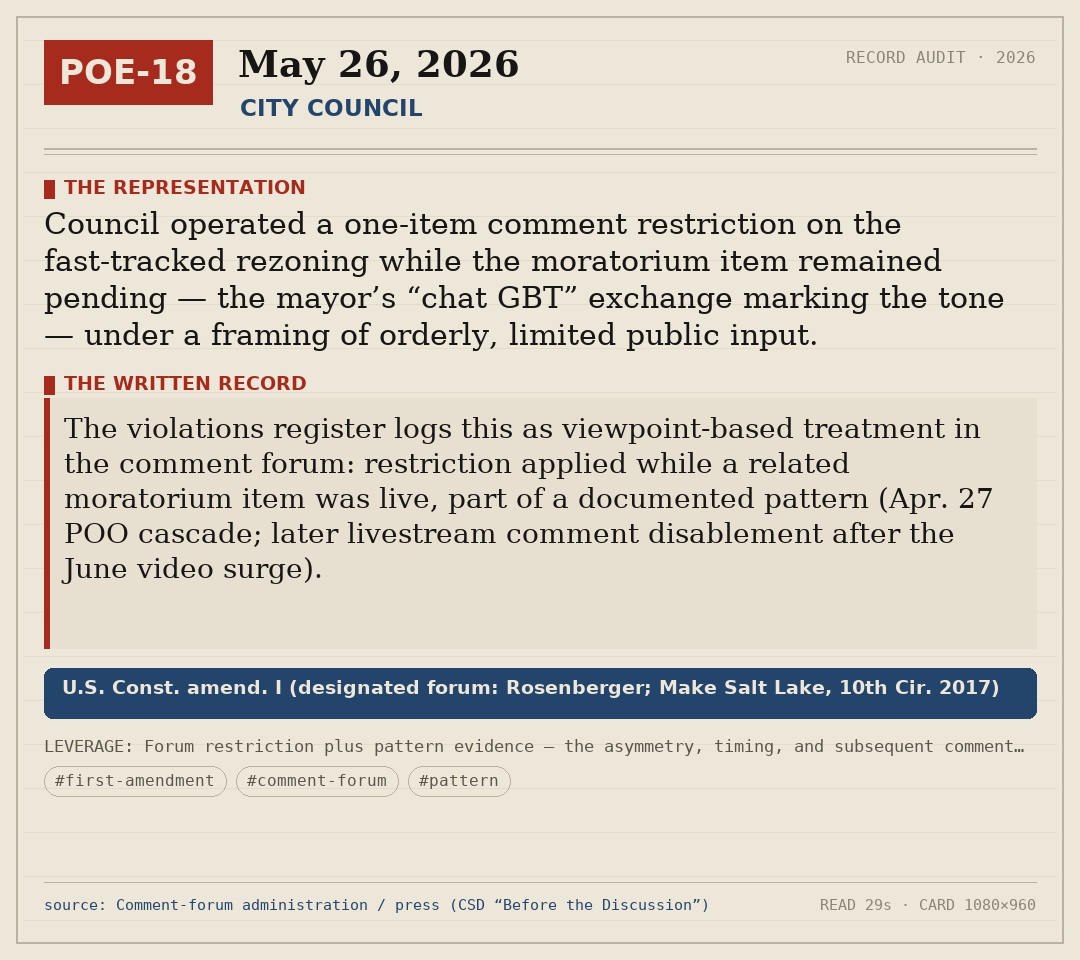 POE-18
May 26, 2026
CITY COUNCIL
RECORD AUDIT · 2026
THE REPRESENTATION
Council operated a one-item comment restriction on the
fast-tracked rezoning while the moratorium item remained
pending — the mayor’s “chat GBT” exchange marking the tone
— under a framing of orderly, limited public input.
THE WRITTEN RECORD
The violations register logs this as viewpoint-based treatment in
the comment forum: restriction applied while a related
moratorium item was live, part of a documented pattern (Apr. 27
POO cascade; later livestream comment disablement after the
June video surge).
U.S. Const. amend. I (designated forum: Rosenberger; Make Salt Lake, 10th Cir. 2017)
LEVERAGE: Forum restriction plus pattern evidence — the asymmetry, timing, and subsequent comment…
#first-amendment #comment-forum #pattern
source: Comment-forum administration / press (CSD “Before the Discussion”)
READ 29s · CARD 1080×960